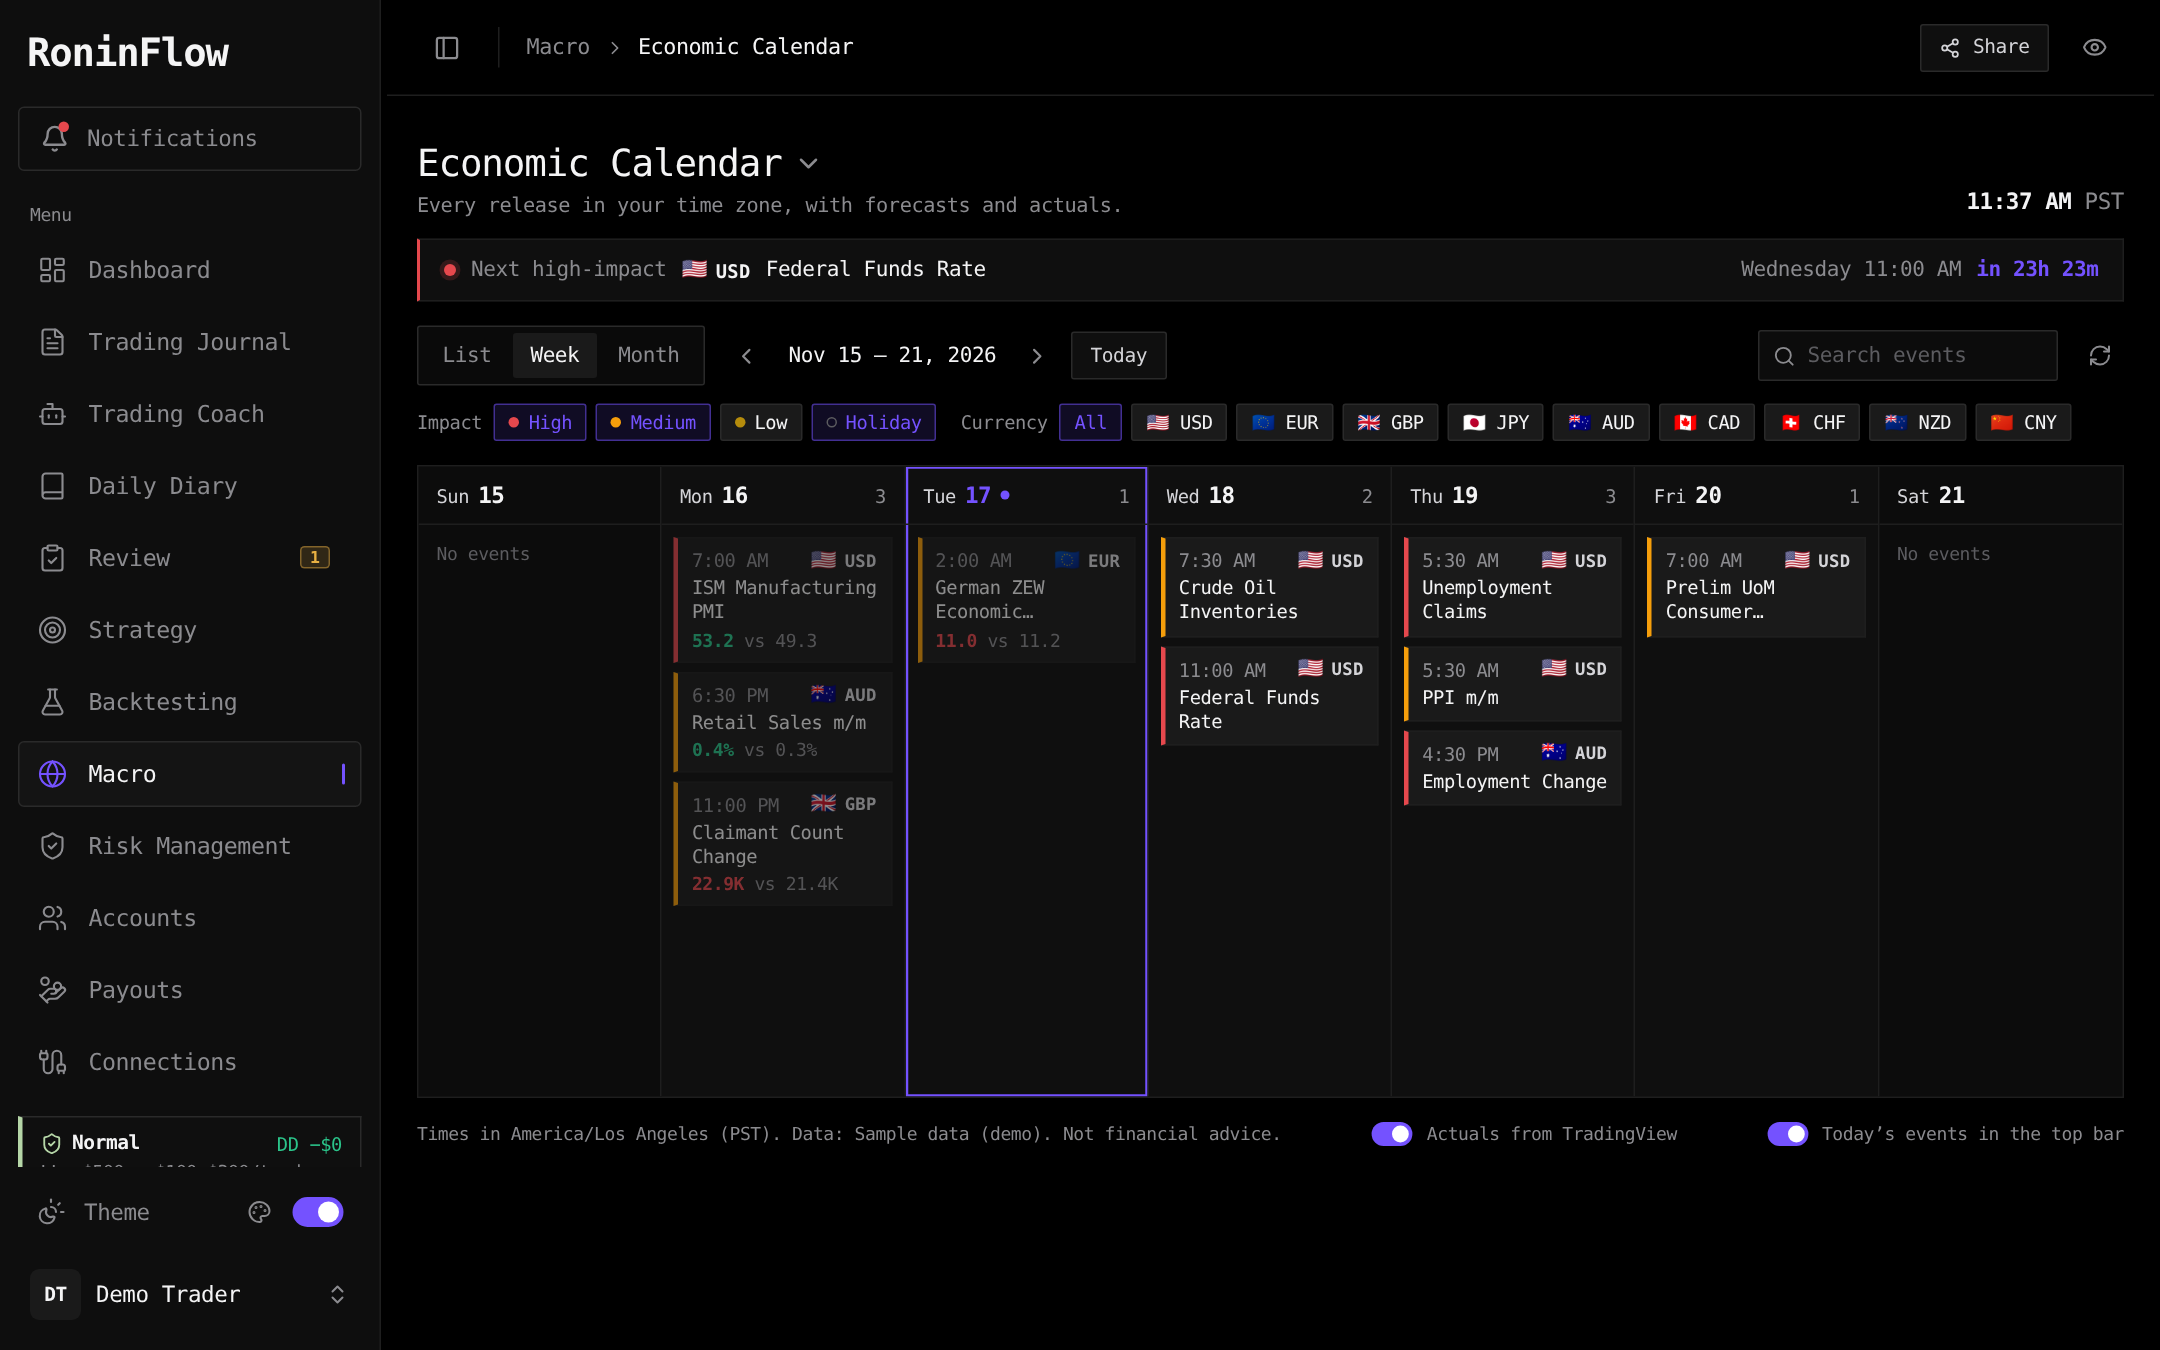 RoninFlow
Notifications
Menu
Dashboard
Trading Journal
Trading Coach
Daily Diary
Review 1
Strategy
Backtesting
Macro
Risk Management
Accounts
Payouts
Connections
Normal DD −$0
Theme
DT Demo Trader
Macro Economic Calendar
Share
Economic Calendar
Every release in your time zone, with forecasts and actuals.
11:37 AM PST
Next high-impact USD Federal Funds Rate
Wednesday 11:00 AM in 23h 23m
List Week Month
Nov 15 – 21, 2026
Today
Search events
Impact High Medium Low Holiday
Currency All USD EUR GBP JPY AUD CAD CHF NZD CNY
Sun 15
No events
Mon 16 3
7:00 AM USD
ISM Manufacturing
PMI
53.2 vs 49.3
6:30 PM AUD
Retail Sales m/m
0.4% vs 0.3%
11:00 PM GBP
Claimant Count
Change
22.9K vs 21.4K
Tue 17 1
2:00 AM EUR
German ZEW
Economic…
11.0 vs 11.2
Wed 18 2
7:30 AM USD
Crude Oil
Inventories
11:00 AM USD
Federal Funds
Rate
Thu 19 3
5:30 AM USD
Unemployment
Claims
5:30 AM USD
PPI m/m
4:30 PM AUD
Employment Change
Fri 20 1
7:00 AM USD
Prelim UoM
Consumer…
Sat 21
No events
Times in America/Los Angeles (PST). Data: Sample data (demo). Not financial advice.
Actuals from TradingView
Today’s events in the top bar